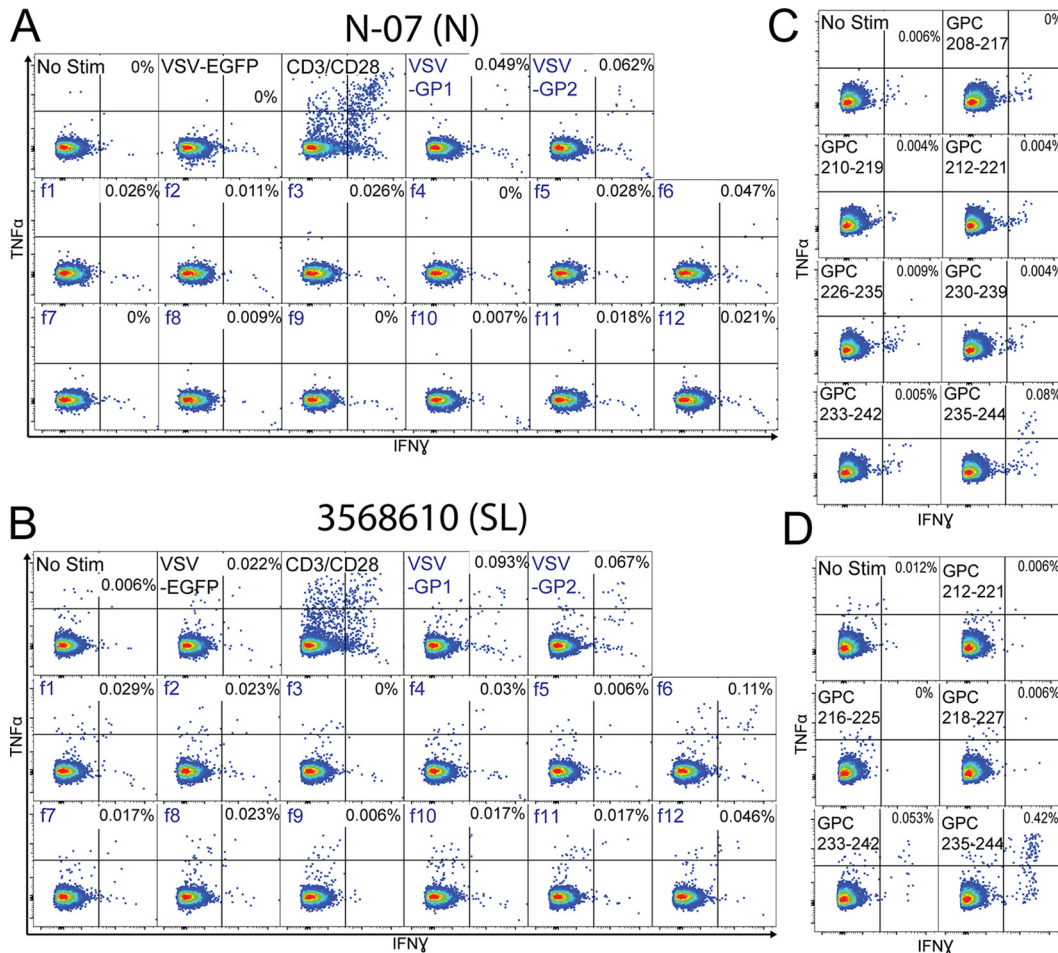 A
N-07 (N)
No Stim 0%
VSV-EGFP 0%
CD3/CD28
VSV
-GP1 0.049%
VSV
-GP2 0.062%
f1 0.026%
f2 0.011%
f3 0.026%
f4 0%
f5 0.028%
f6 0.047%
f7 0%
f8 0.009%
f9 0%
f10 0.007%
f11 0.018%
f12 0.021%
TNFα
IFNγ
B
3568610 (SL)
No Stim 0.006%
VSV
-EGFP 0.022%
CD3/CD28
VSV
-GP1 0.093%
VSV
-GP2 0.067%
f1 0.029%
f2 0.023%
f3 0%
f4 0.03%
f5 0.006%
f6 0.11%
f7 0.017%
f8 0.023%
f9 0.006%
f10 0.017%
f11 0.017%
f12 0.046%
TNFα
IFNγ
C
No Stim 0.006%
GPC 0%
208-217
GPC 0.004%
210-219
GPC 0.004%
212-221
GPC 0.009%
226-235
GPC 0.004%
230-239
GPC 0.005%
233-242
GPC 0.08%
235-244
TNFα
IFNγ
D
No Stim 0.012%
GPC 0.006%
212-221
GPC 0%
216-225
GPC 0.006%
218-227
GPC 0.053%
233-242
GPC 0.42%
235-244
TNFα
IFNγ